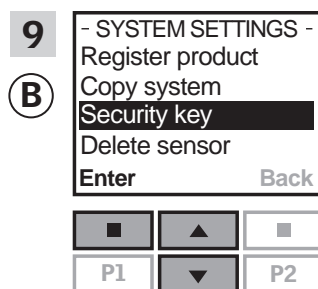 9
B
- SYSTEM SETTINGS -
Register product
Copy system
Security key
Delete sensor
Enter Back
P1 P2